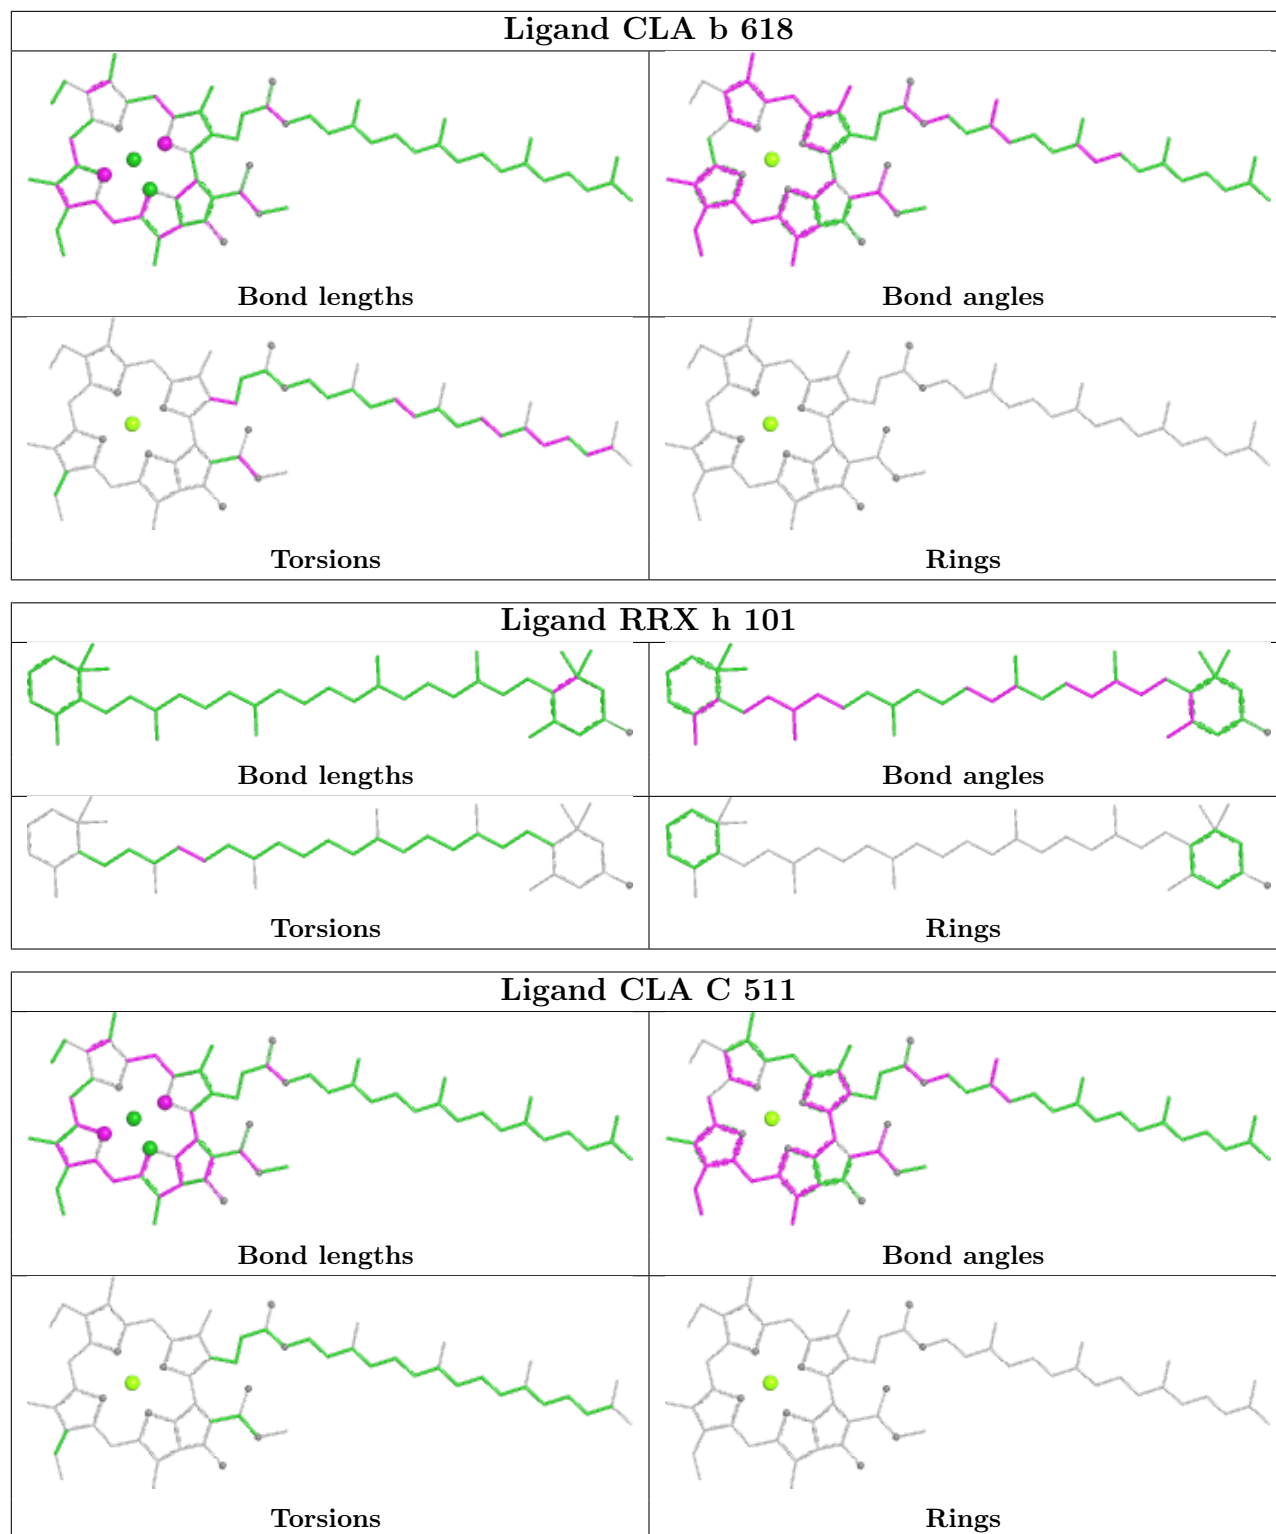 Ligand CLA b 618
Bond lengths
Bond angles
Torsions
Rings
Ligand RRX h 101
Bond lengths
Bond angles
Torsions
Rings
Ligand CLA C 511
Bond lengths
Bond angles
Torsions
Rings